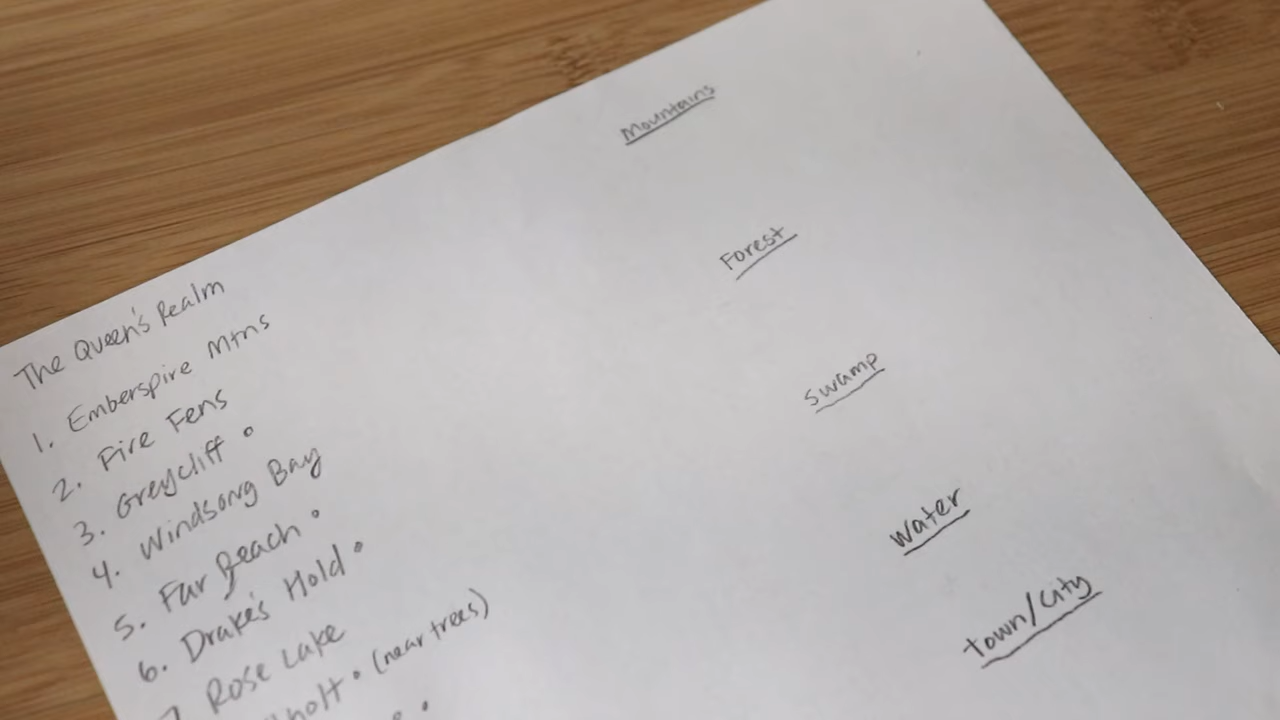 The Queen's Realm
1. Emberspire Mtns
2. Fire Fens
3. Greycliff •
4. Windsong Bay
5. Far Reach •
6. Drake's Hold •
7. Rose Lake
• (near trees)
Mountains
Forest
Swamp
Water
town/city